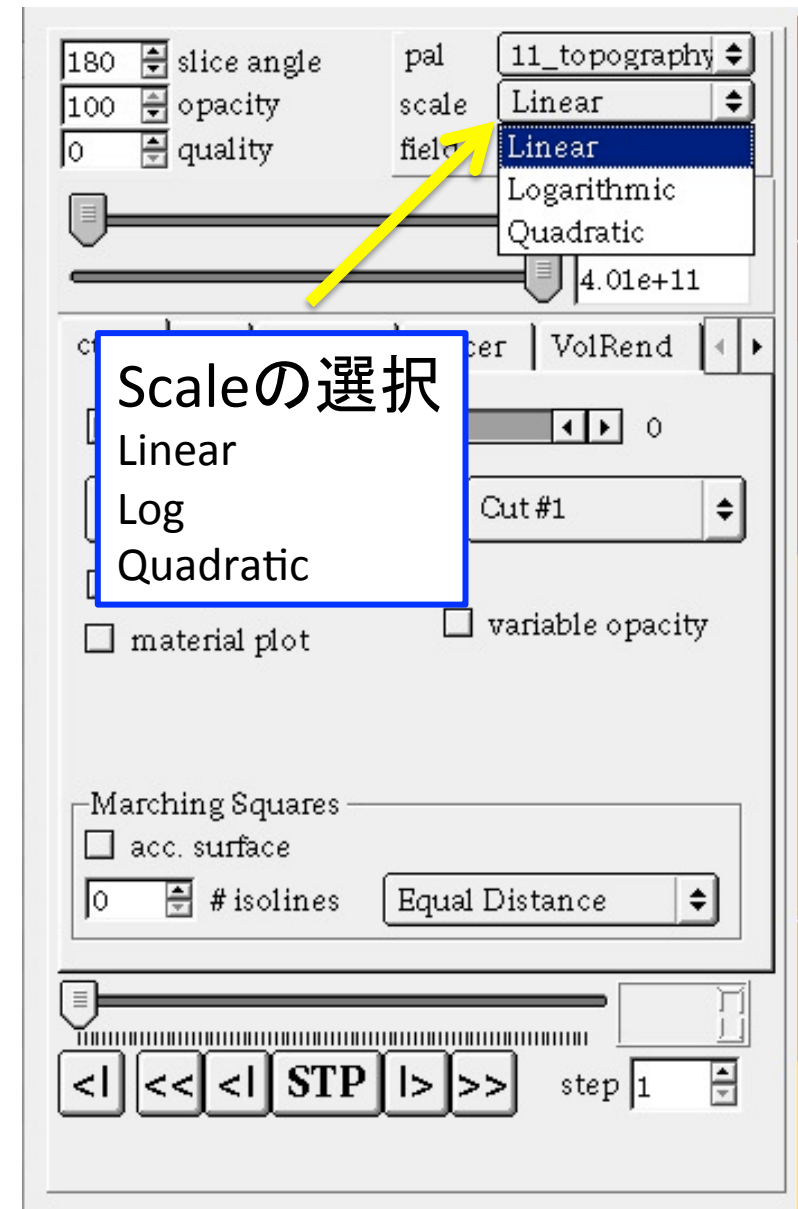 180 slice angle pal 11_topography
100 opacity scale Linear
0 quality field Linear
Logarithmic
Quadratic
4.01e+11
VolRend
Scaleの選択
Linear
Log
Quadratic
0
Cut #1
material plot variable opacity
Marching Squares
acc. surface
0 # isolines Equal Distance
0
<| << <| STP |> >> step 1